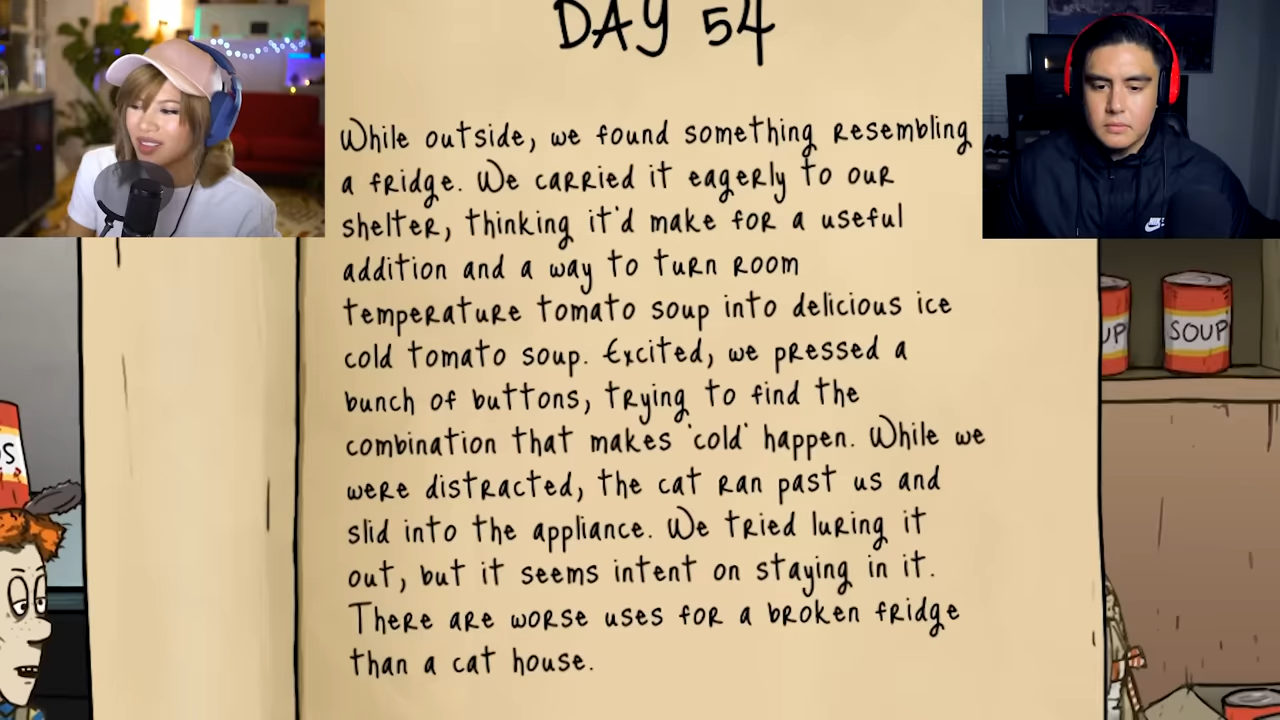 DAY 54
While outside, we found something resembling
a fridge. We carried it eagerly to our
shelter, thinking it'd make for a useful
addition and a way to turn room
temperature tomato soup into delicious ice
cold tomato soup. Excited, we pressed a
bunch of buttons, trying to find the
combination that makes 'cold' happen. While we
were distracted, the cat ran past us and
slid into the appliance. We tried luring it
out, but it seems intent on staying in it.
There are worse uses for a broken fridge
than a cat house.
UP
SOUP
OS